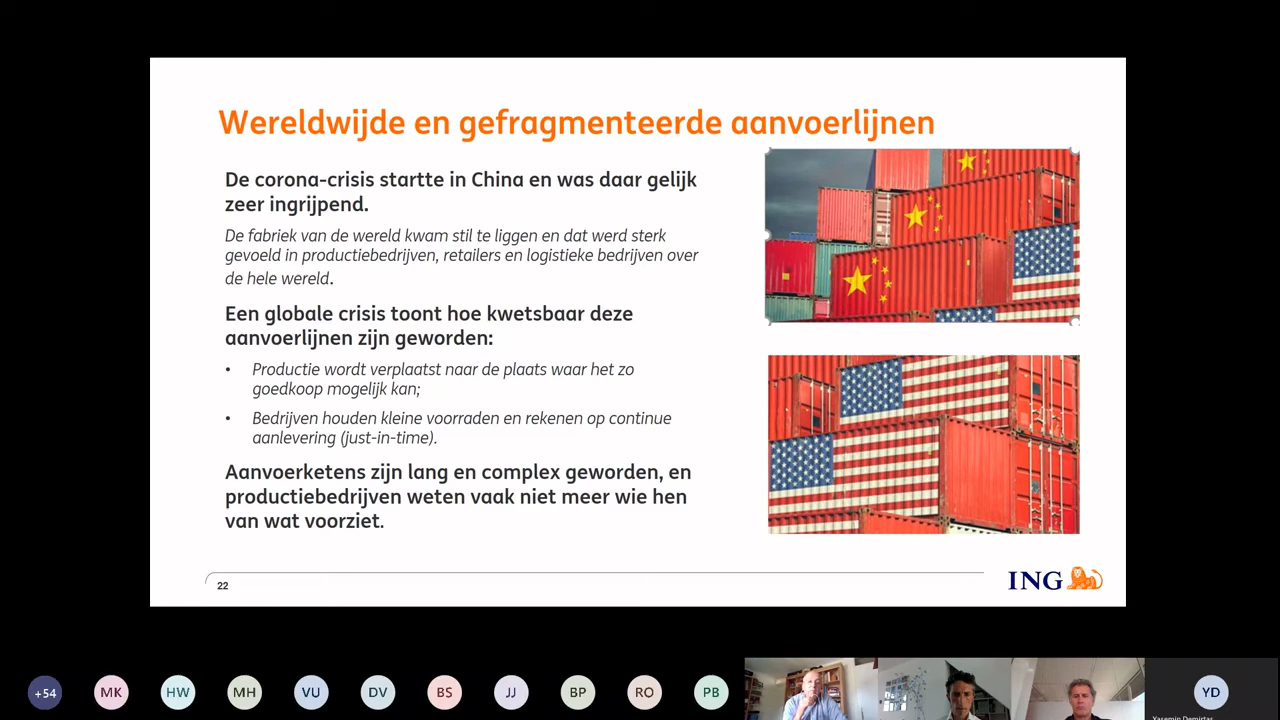 Wereldwijde en gefragmenteerde aanvoerlijnen
De corona-crisis startte in China en was daar gelijk
zeer ingrijpend.
De fabriek van de wereld kwam stil te liggen en dat werd sterk
gevoeld in productiebedrijven, retailers en logistieke bedrijven over
de hele wereld.
Een globale crisis toont hoe kwetsbaar deze
aanvoerlijnen zijn geworden:
• Productie wordt verplaatst naar de plaats waar het zo
goedkoop mogelijk kan;
• Bedrijven houden kleine voorraden en rekenen op continue
aanlevering (just-in-time).
Aanvoerketens zijn lang en complex geworden, en
productiebedrijven weten vaak niet meer wie hen
van wat voorziet.
22
ING
+54 MK HW MH VU DV BS JJ BP RO PB YD
Yasemin Demirtas